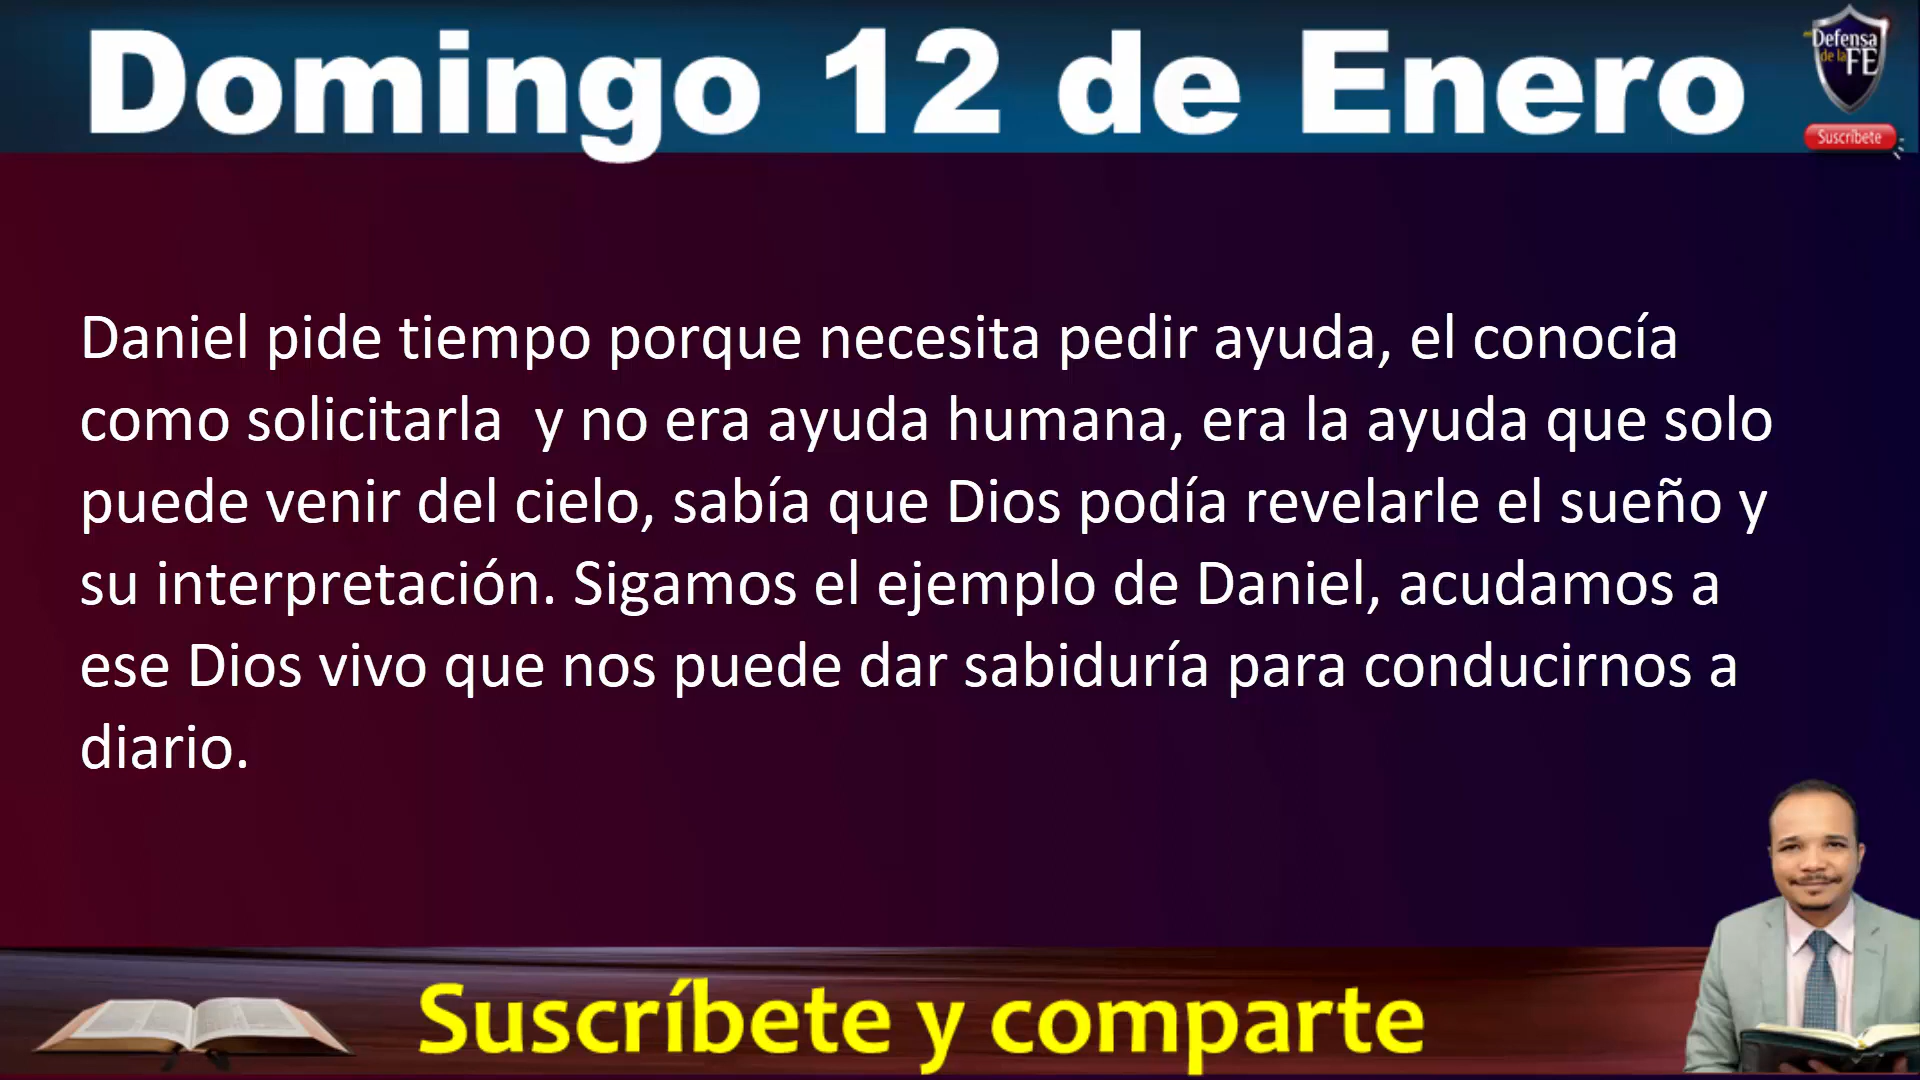 Domingo 12 de Enero
Defensa
de la FE
Suscríbete
Daniel pide tiempo porque necesita pedir ayuda, el conocía
como solicitarla  y no era ayuda humana, era la ayuda que solo
puede venir del cielo, sabía que Dios podía revelarle el sueño y
su interpretación. Sigamos el ejemplo de Daniel, acudamos a
ese Dios vivo que nos puede dar sabiduría para conducirnos a
diario.
Suscríbete y comparte